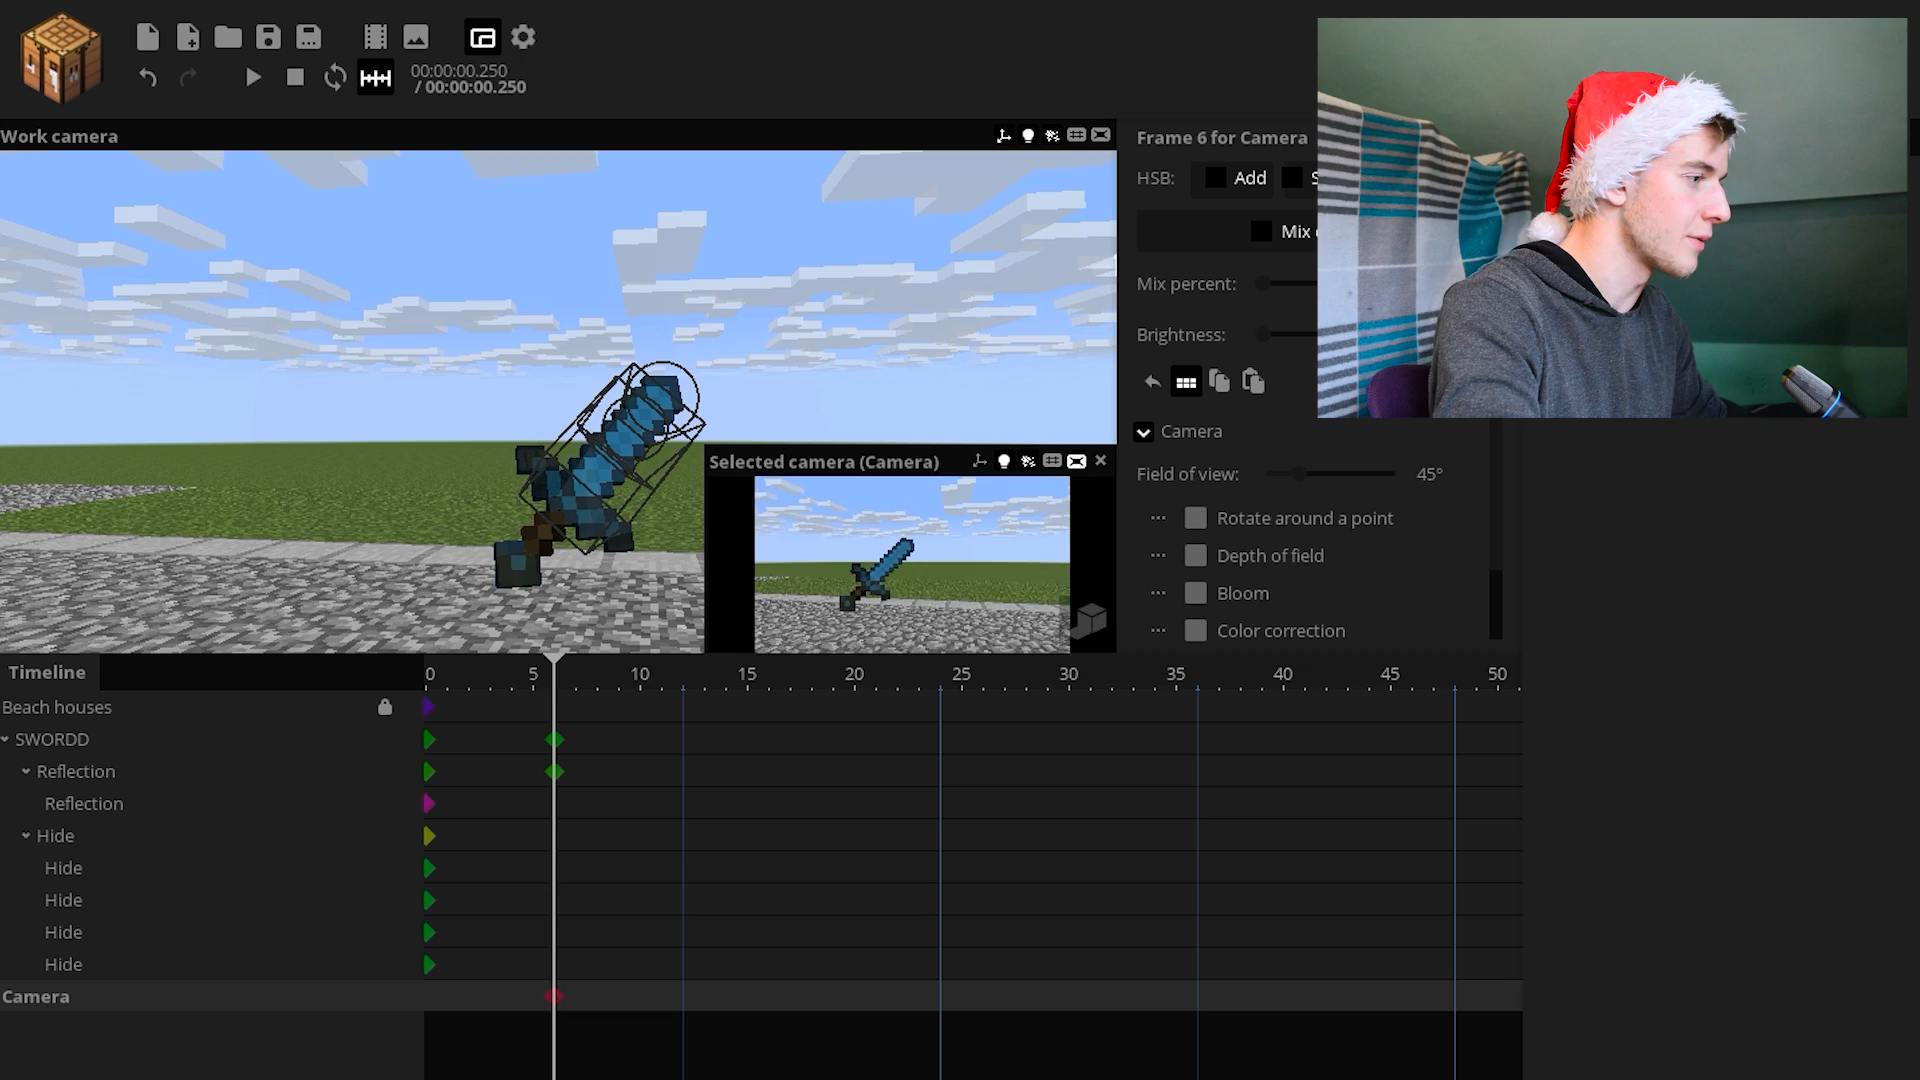 00:00:00.250
/ 00:00:00.250
Work camera
Frame 6 for Camera
HSB:
Add
S
Mix
Mix percent:
Brightness:
Camera
Field of view:
45°
Selected camera (Camera)
Rotate around a point
Depth of field
Bloom
Color correction
Timeline
0 5 10 15 20 25 30 35 40 45 50
Beach houses
SWORDD
Reflection
Reflection
Hide
Hide
Hide
Hide
Hide
Camera